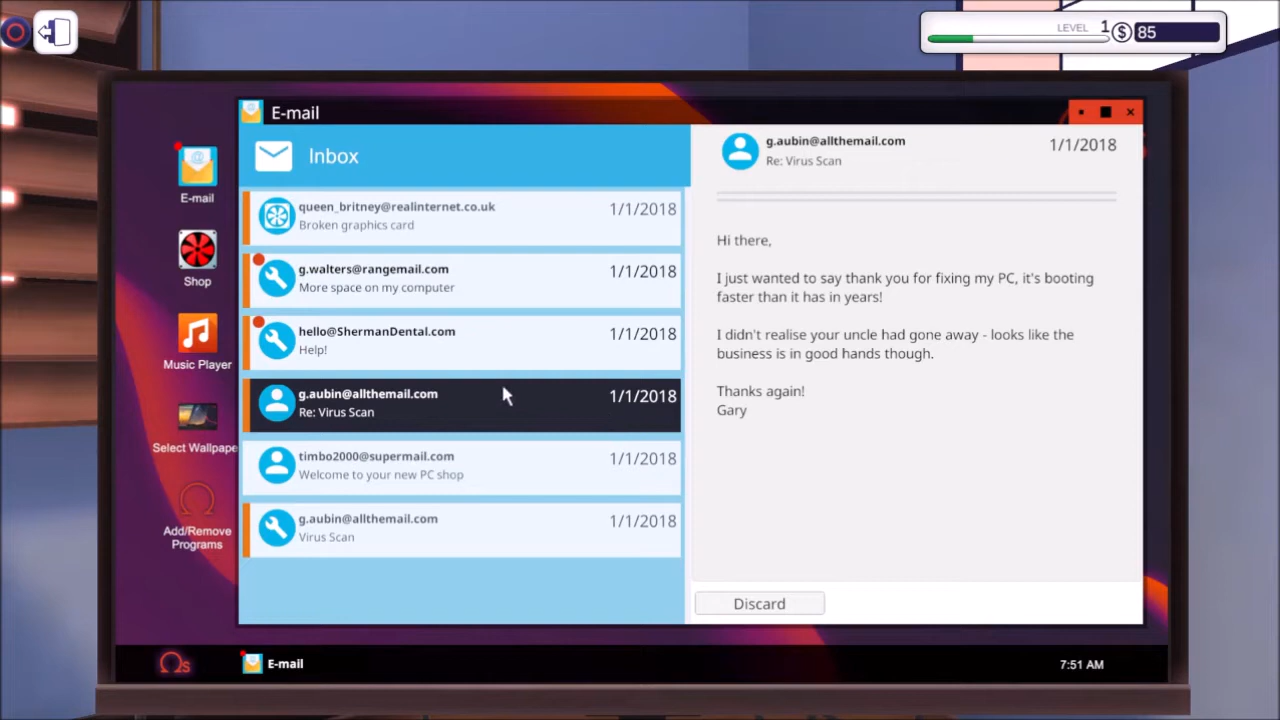 LEVEL 1 $ 85
E-mail
Inbox
E-mail
Shop
Music Player
Select Wallpape
Add/Remove
Programs
queen_britney@realinternet.co.uk 1/1/2018
Broken graphics card
g.walters@rangemail.com 1/1/2018
More space on my computer
hello@ShermanDental.com 1/1/2018
Help!
g.aubin@allthemail.com 1/1/2018
Re: Virus Scan
timbo2000@supermail.com 1/1/2018
Welcome to your new PC shop
g.aubin@allthemail.com 1/1/2018
Virus Scan
g.aubin@allthemail.com 1/1/2018
Re: Virus Scan
Hi there,
I just wanted to say thank you for fixing my PC, it's booting
faster than it has in years!
I didn't realise your uncle had gone away - looks like the
business is in good hands though.
Thanks again!
Gary
Discard
Ωs
E-mail
7:51 AM